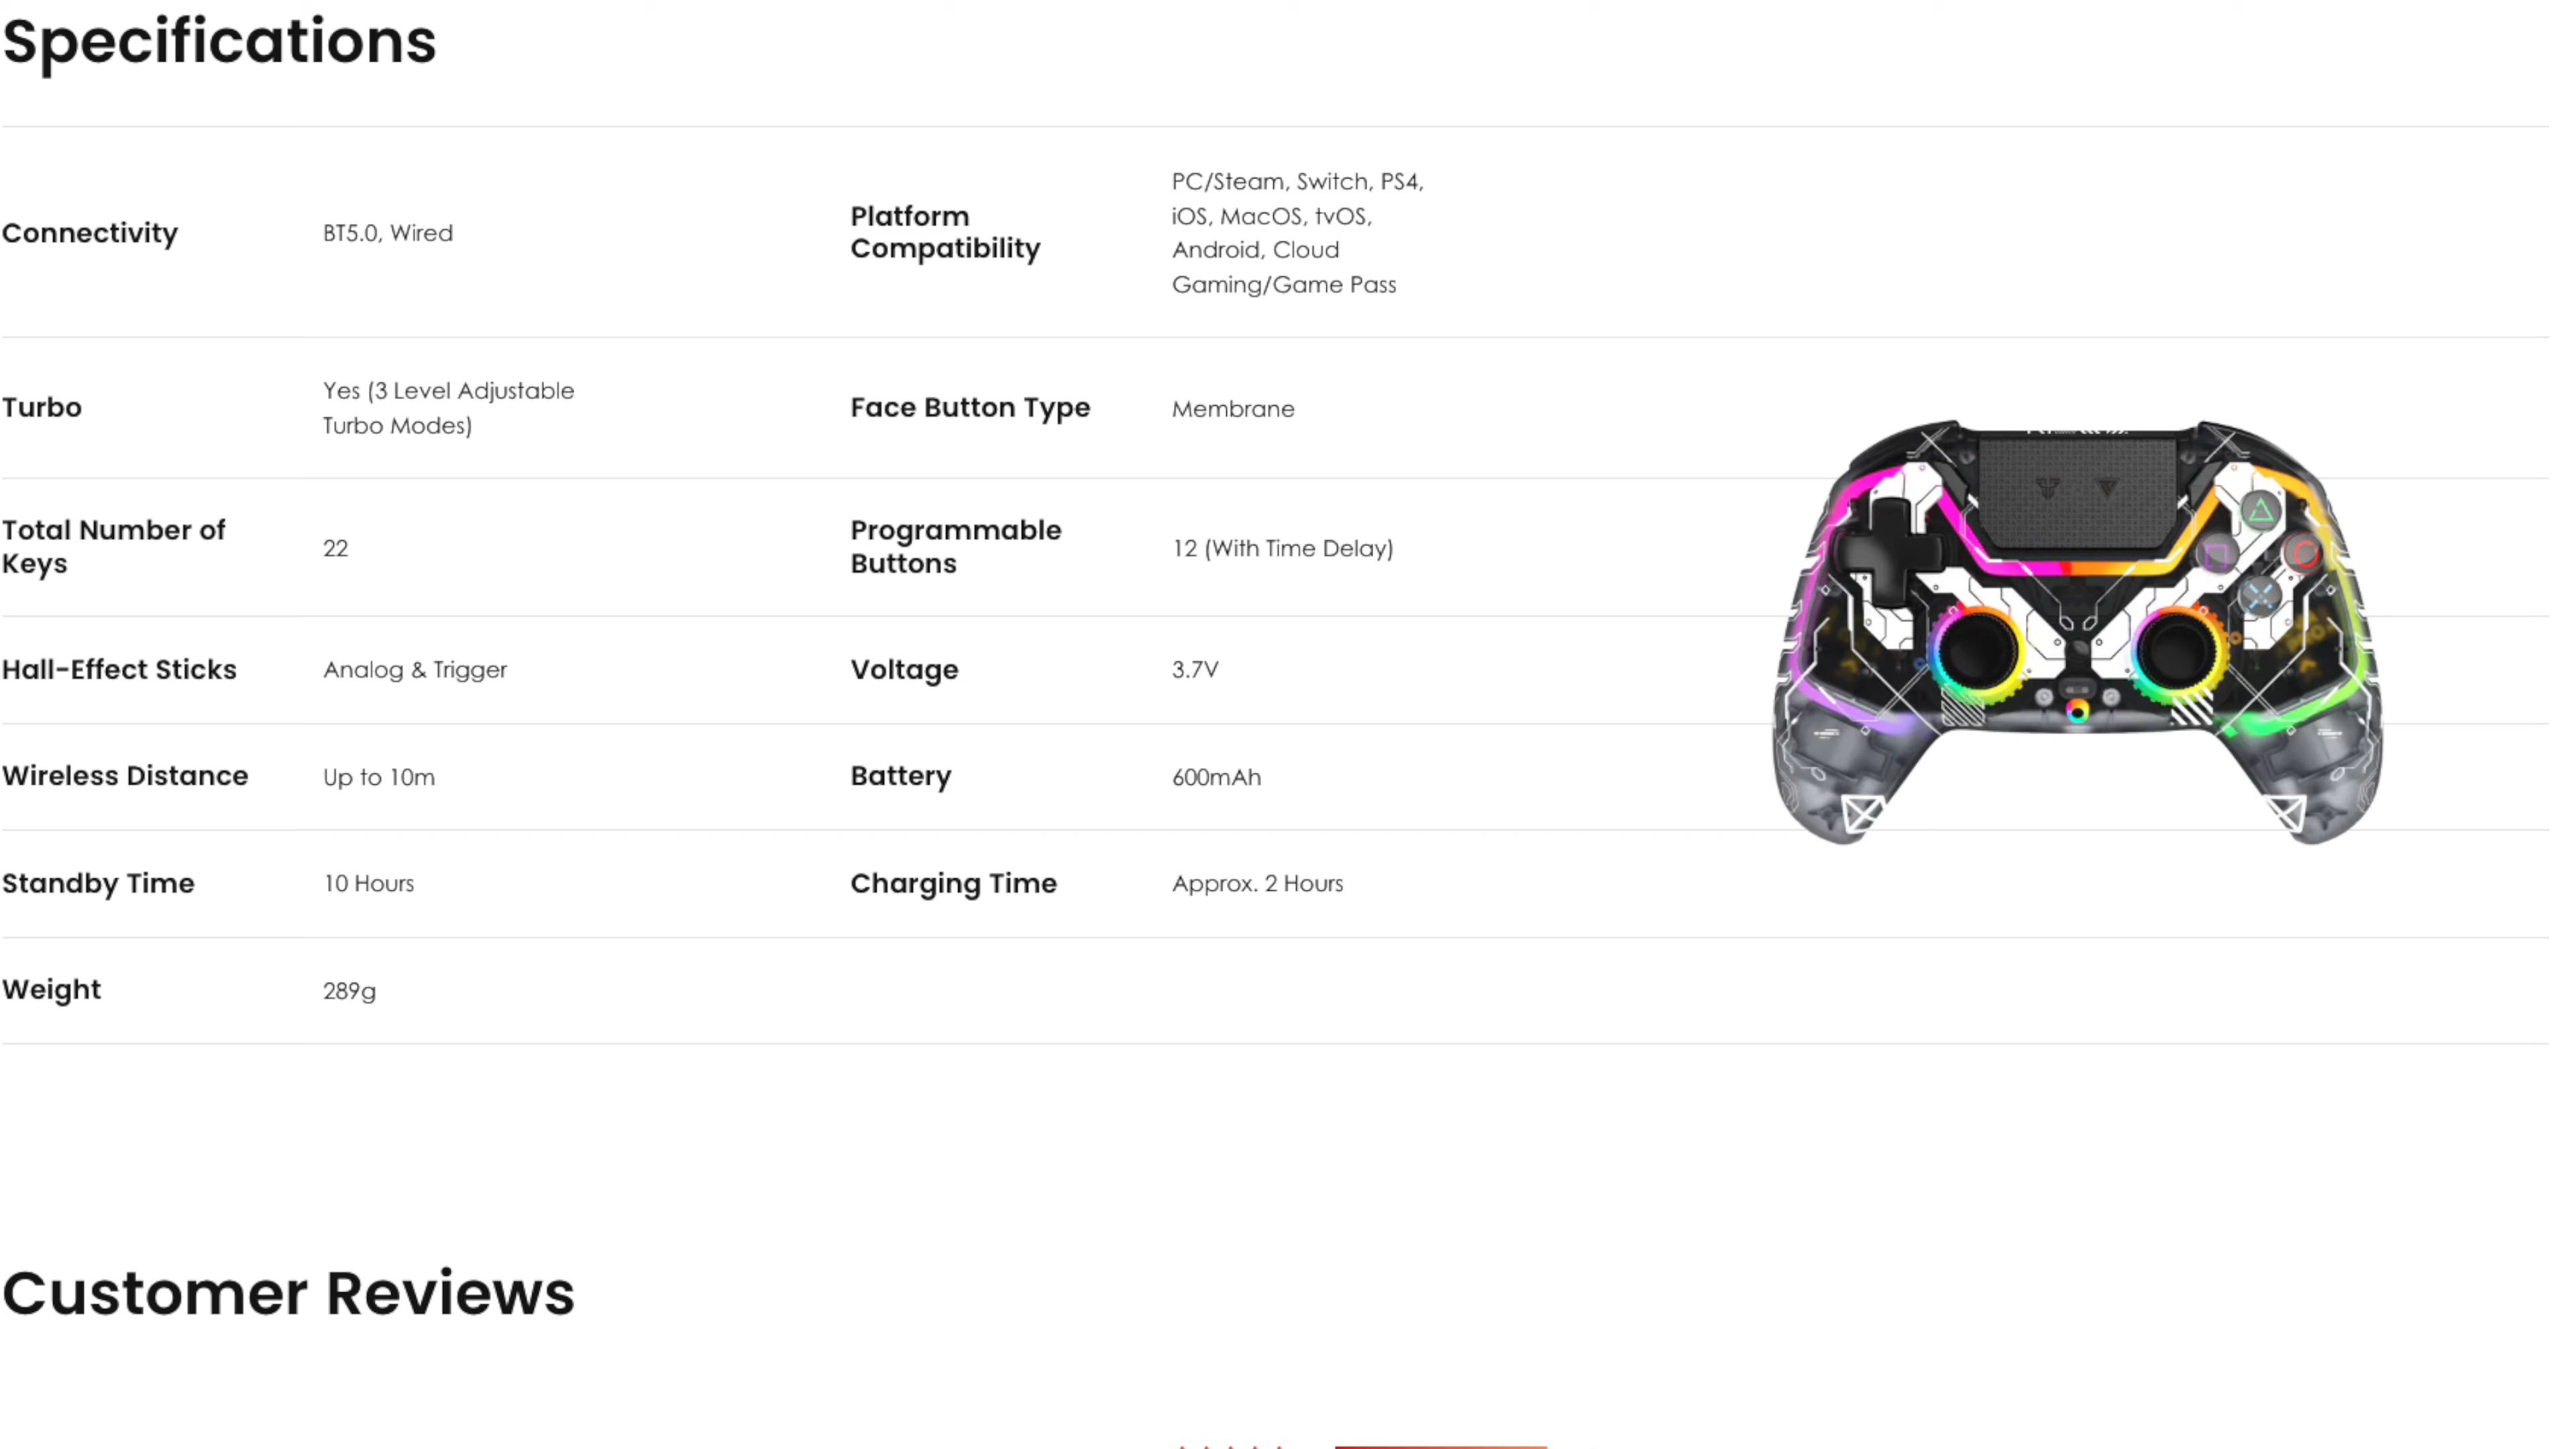 Specifications
Connectivity
BT5.0, Wired
Platform
Compatibility
PC/Steam, Switch, PS4,
iOS, MacOS, tvOS,
Android, Cloud
Gaming/Game Pass
Turbo
Yes (3 Level Adjustable
Turbo Modes)
Face Button Type
Membrane
Total Number of
Keys
22
Programmable
Buttons
12 (With Time Delay)
Hall-Effect Sticks
Analog & Trigger
Voltage
3.7V
Wireless Distance
Up to 10m
Battery
600mAh
Standby Time
10 Hours
Charging Time
Approx. 2 Hours
Weight
289g
Customer Reviews